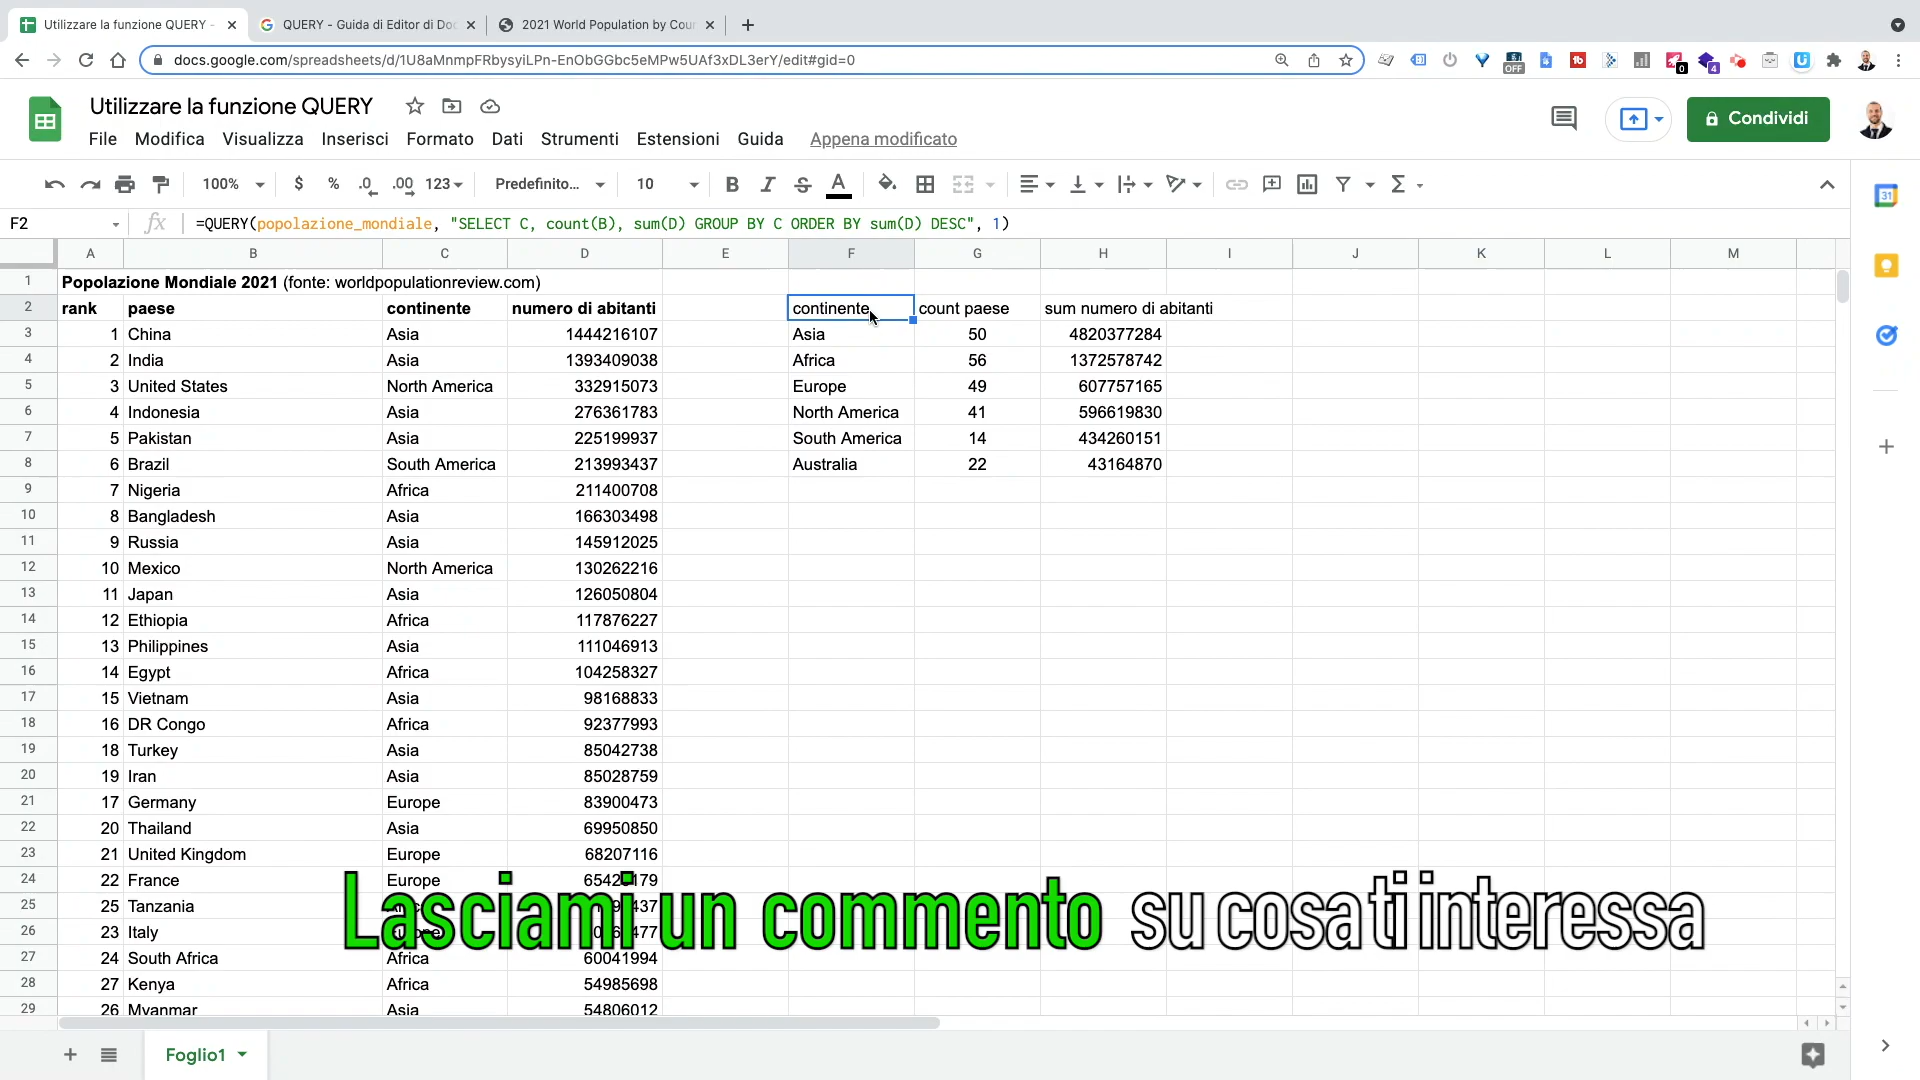 Utilizzare la funzione QUERY -
QUERY - Guida di Editor di Doc
2021 World Population by Coun
docs.google.com/spreadsheets/d/1U8aMnmpFRbysyiLPn-EnObGGbc5eMPw5UAf3xDL3erY/edit#gid=0
OFF
0
4
Utilizzare la funzione QUERY
File Modifica Visualizza Inserisci Formato Dati Strumenti Estensioni Guida Appena modificato
Condividi
100% $ % .0 .00 123 Predefinito... 10 B I S A Σ
31
F2 fx =QUERY(popolazione_mondiale, "SELECT C, count(B), sum(D) GROUP BY C ORDER BY sum(D) DESC", 1)
A B C D E F G H I J K L M
1 Popolazione Mondiale 2021 (fonte: worldpopulationreview.com)
2 rank paese continente numero di abitanti continente count paese sum numero di abitanti
3 1 China Asia 1444216107 Asia 50 4820377284
4 2 India Asia 1393409038 Africa 56 1372578742
5 3 United States North America 332915073 Europe 49 607757165
6 4 Indonesia Asia 276361783 North America 41 596619830
7 5 Pakistan Asia 225199937 South America 14 434260151
8 6 Brazil South America 213993437 Australia 22 43164870
9 7 Nigeria Africa 211400708
10 8 Bangladesh Asia 166303498
11 9 Russia Asia 145912025
12 10 Mexico North America 130262216
13 11 Japan Asia 126050804
14 12 Ethiopia Africa 117876227
15 13 Philippines Asia 111046913
16 14 Egypt Africa 104258327
17 15 Vietnam Asia 98168833
18 16 DR Congo Africa 92377993
19 18 Turkey Asia 85042738
20 19 Iran Asia 85028759
21 17 Germany Europe 83900473
22 20 Thailand Asia 69950850
23 21 United Kingdom Europe 68207116
24 22 France Europe
25 25 Tanzania
26 23 Italy
27 24 South Africa Africa 60041994
28 27 Kenya Africa 54985698
29 26 Myanmar Asia 54806012
Lasciami un commento su cosa ti interessa
Foglio1